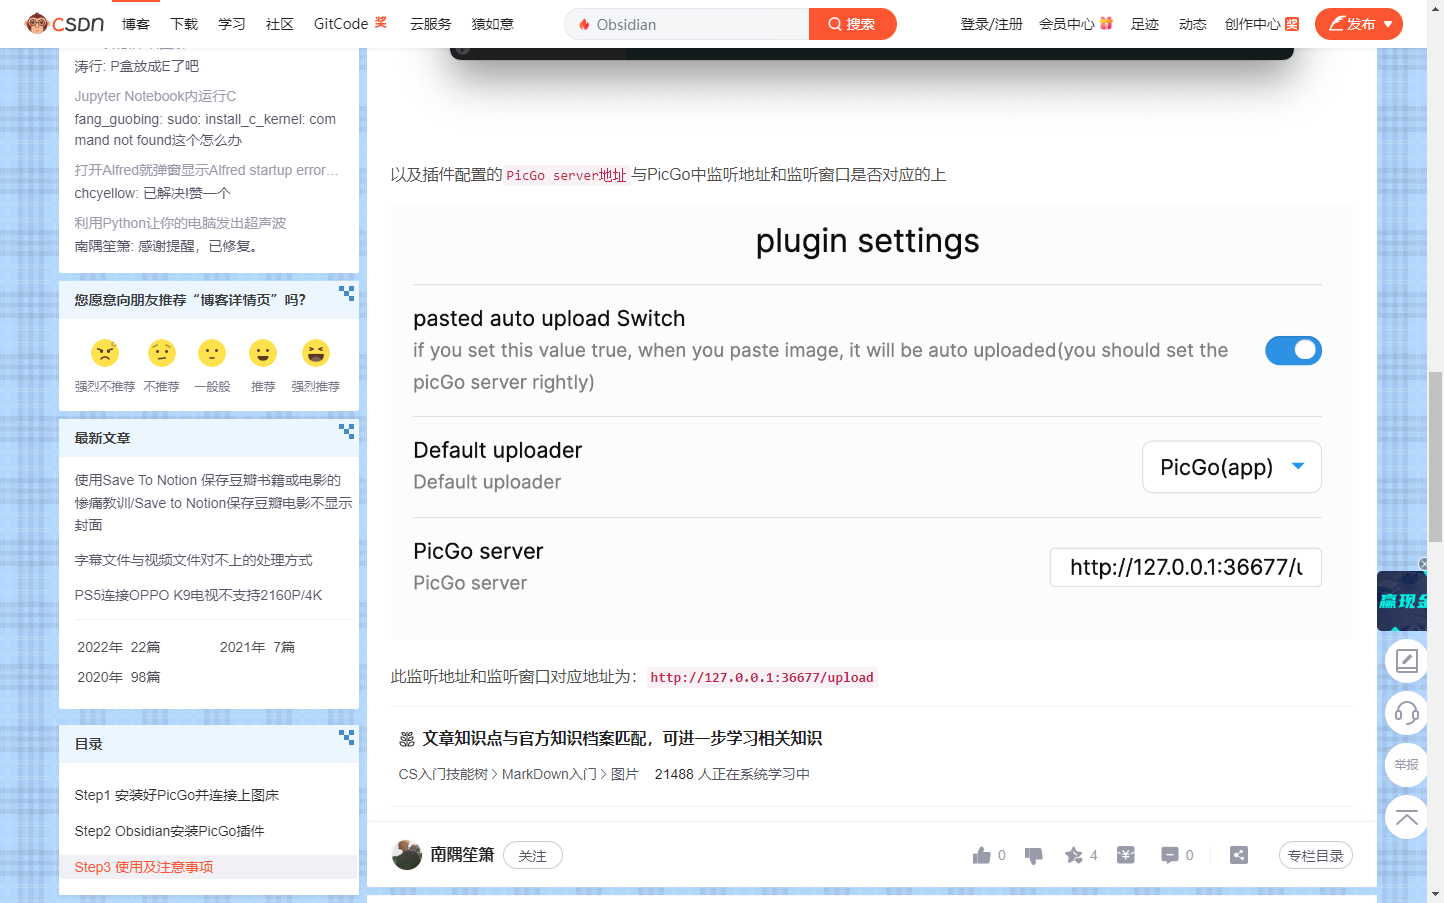 CSDN 博客 下载 学习 社区 GitCode 奖 云服务 猿如意 Obsidian 搜索 登录/注册 会员中心 足迹 动态 创作中心 奖 发布
涛行: P盒放成E了吧
Jupyter Notebook内运行C
fang_guobing: sudo: install_c_kernel: com
mand not found这个怎么办
打开Alfred就弹窗显示Alfred startup error…
chcyellow: 已解决!赞一个
利用Python让你的电脑发出超声波
南隅笙箫: 感谢提醒，已修复。
您愿意向朋友推荐“博客详情页”吗？
强烈不推荐 不推荐 一般般 推荐 强烈推荐
最新文章
使用Save To Notion 保存豆瓣书籍或电影的
惨痛教训/Save to Notion保存豆瓣电影不显示
封面
字幕文件与视频文件对不上的处理方式
PS5连接OPPO K9电视不支持2160P/4K
2022年 22篇 2021年 7篇
2020年 98篇
目录
Step1 安装好PicGo并连接上图床
Step2 Obsidian安装PicGo插件
Step3 使用及注意事项
以及插件配置的 PicGo server地址 与PicGo中监听地址和监听窗口是否对应的上
plugin settings
pasted auto upload Switch
if you set this value true, when you paste image, it will be auto uploaded(you should set the
picGo server rightly)
Default uploader
Default uploader
PicGo(app)
PicGo server
PicGo server
http://127.0.0.1:36677/u
此监听地址和监听窗口对应地址为： http://127.0.0.1:36677/upload
文章知识点与官方知识档案匹配，可进一步学习相关知识
CS入门技能树 MarkDown入门 图片 21488 人正在系统学习中
南隅笙箫 关注 0 4 0 专栏目录
赢现金
举报